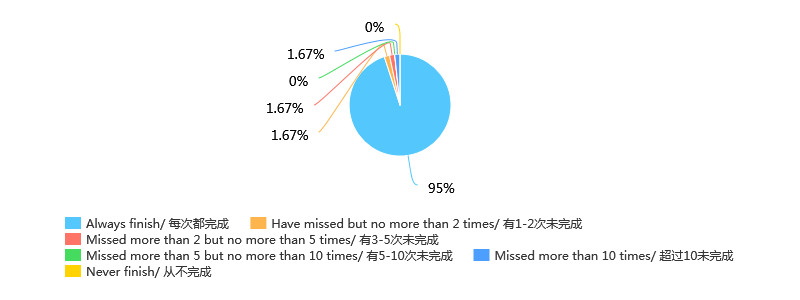 0%
1.67%
0%
1.67%
1.67%
95%
Always finish/ 每次都完成 Have missed but no more than 2 times/ 有1-2次未完成
Missed more than 2 but no more than 5 times/ 有3-5次未完成
Missed more than 5 but no more than 10 times/ 有5-10次未完成 Missed more than 10 times/ 超过10未完成
Never finish/ 从不完成